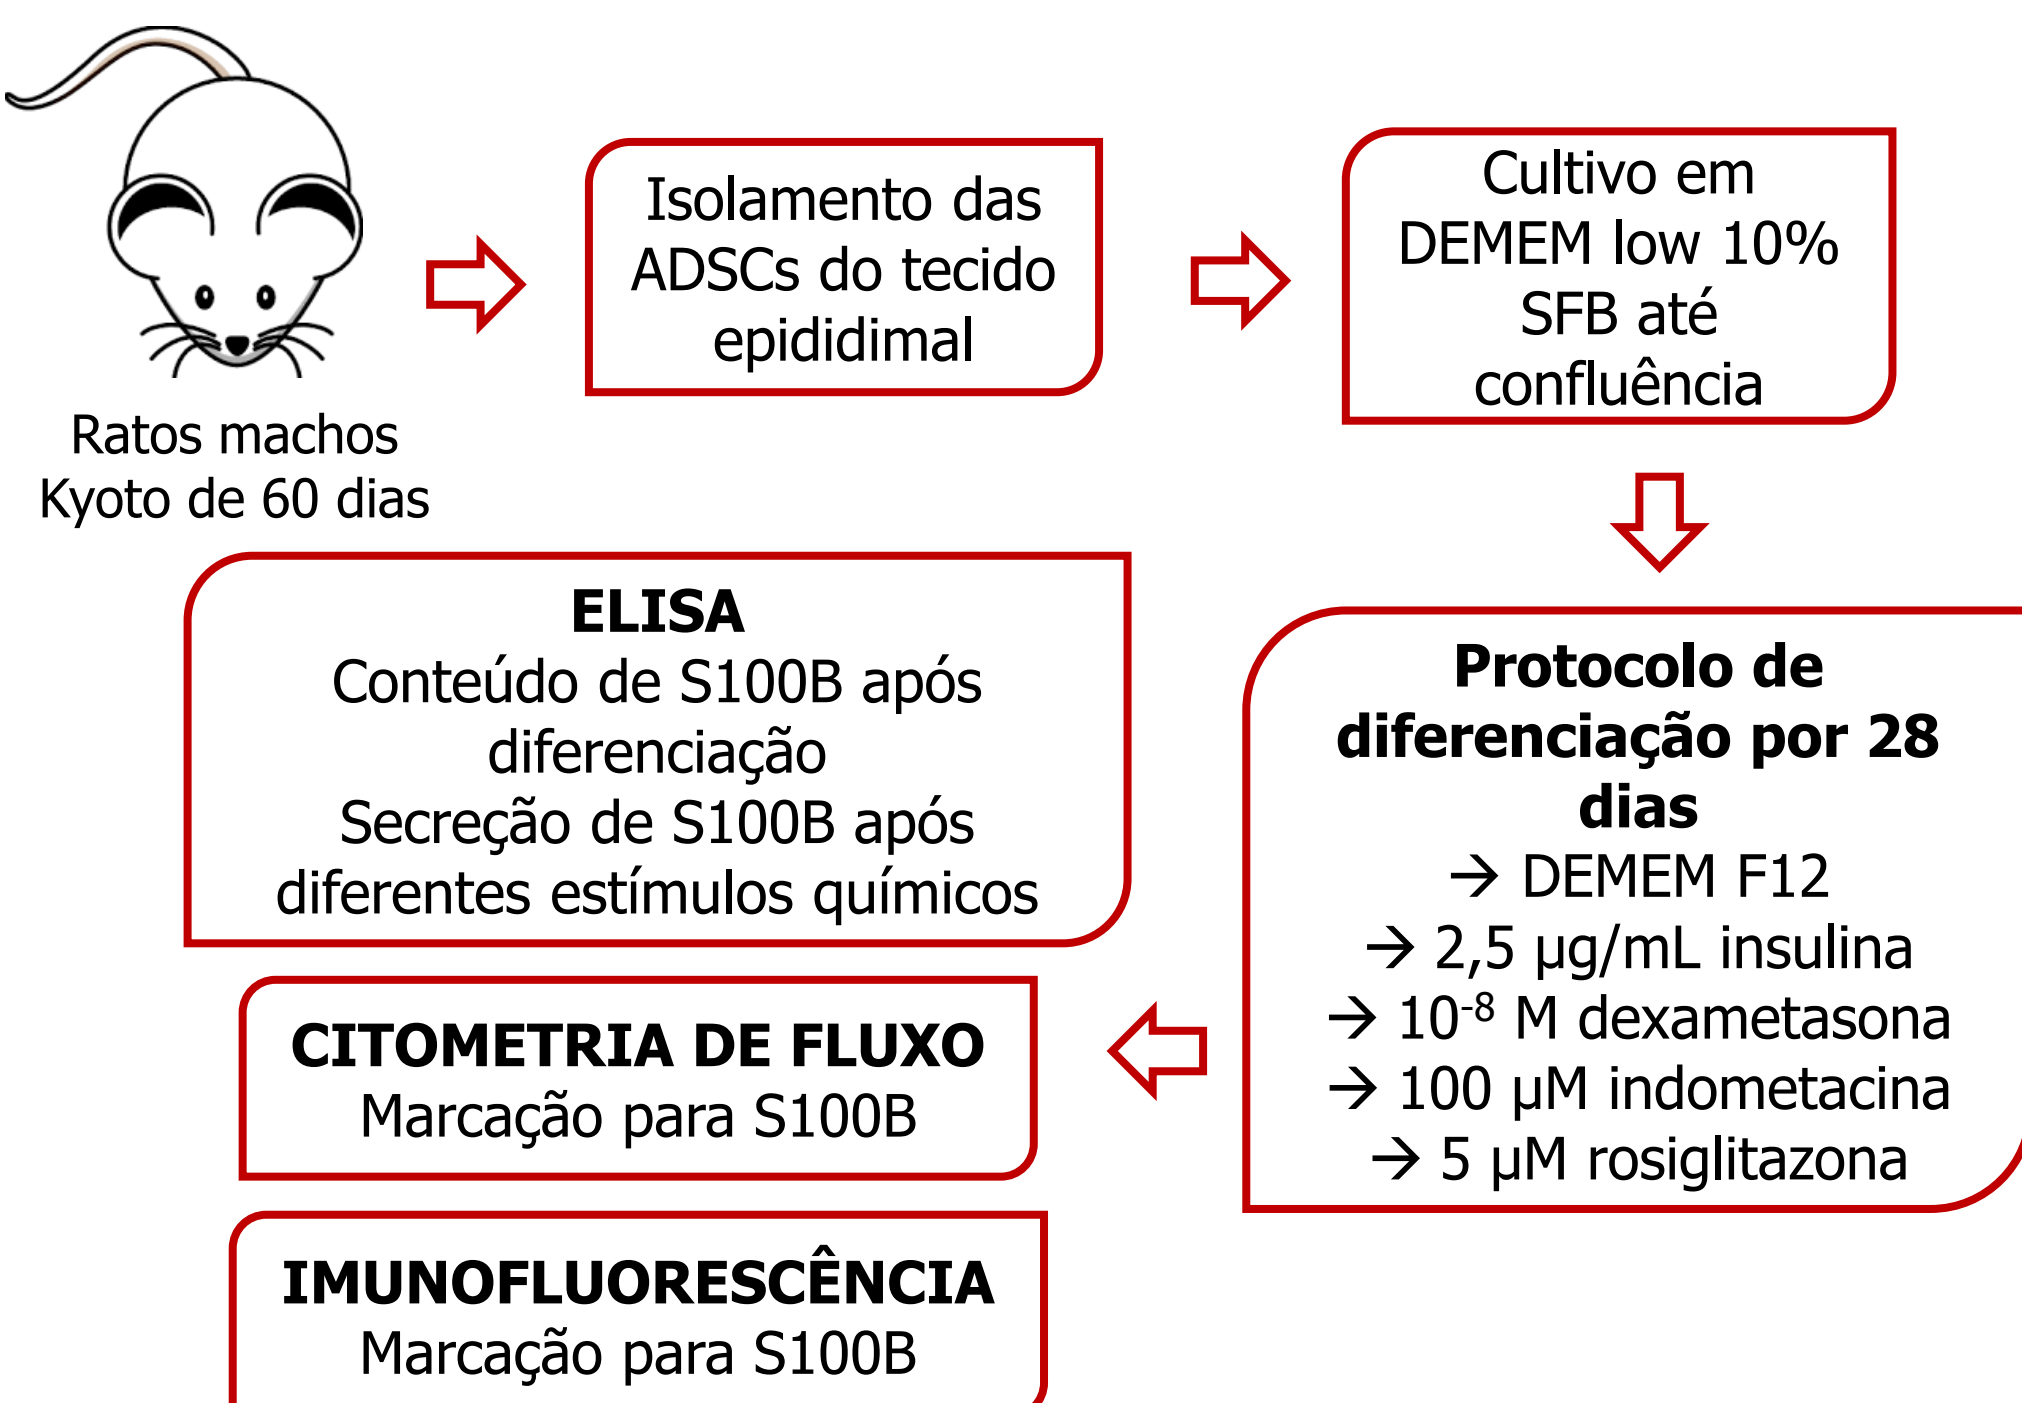 Ratos machos
Kyoto de 60 dias
Isolamento das
ADSCs do tecido
epididimal
Cultivo em
DEMEM low 10%
SFB até
confluência
Protocolo de
diferenciação por 28
dias
→ DEMEM F12
→ 2,5 µg/mL insulina
→ 10⁻⁸ M dexametasona
→ 100 µM indometacina
→ 5 µM rosiglitazona
ELISA
Conteúdo de S100B após
diferenciação
Secreção de S100B após
diferentes estímulos químicos
CITOMETRIA DE FLUXO
Marcação para S100B
IMUNOFLUORESCÊNCIA
Marcação para S100B